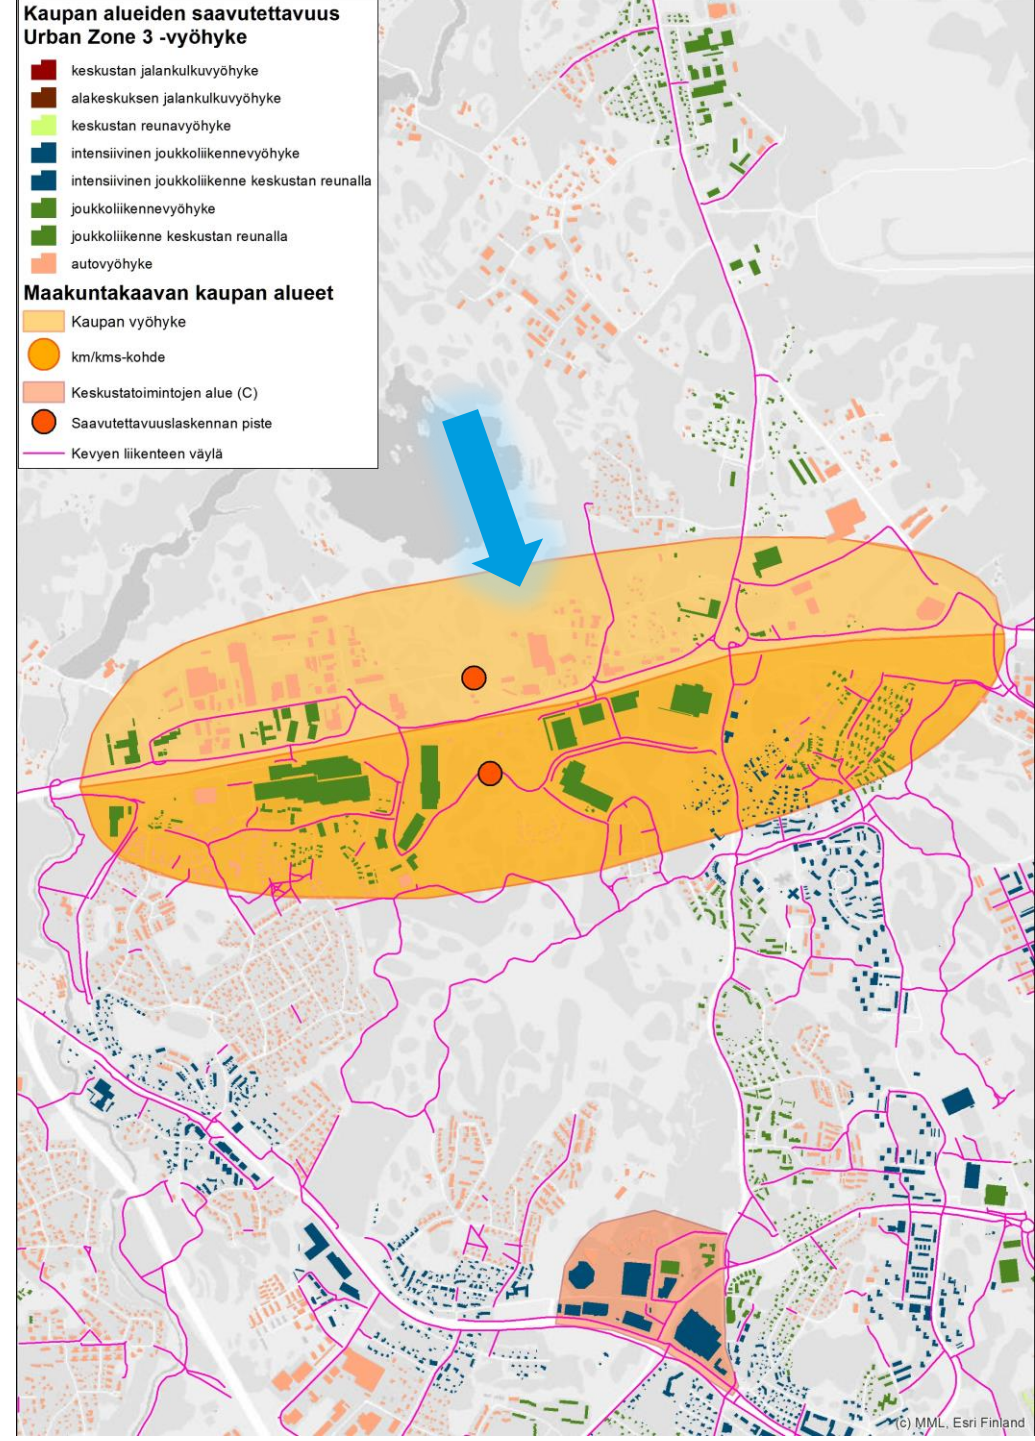 Kaupan alueiden saavutettavuus
Urban Zone 3 -vyöhyke
keskustan jalankulkuvyöhyke
alakeskuksen jalankulkuvyöhyke
keskustan reunavyöhyke
intensiivinen joukkoliikennevyöhyke
intensiivinen joukkoliikenne keskustan reunalla
joukkoliikennevyöhyke
joukkoliikenne keskustan reunalla
autovyöhyke
Maakuntakaavan kaupan alueet
Kaupan vyöhyke
km/kms-kohde
Keskustatoimintojen alue (C)
Saavutettavuuslaskennan piste
Kevyen liikenteen väylä
(c) MML, Esri Finland